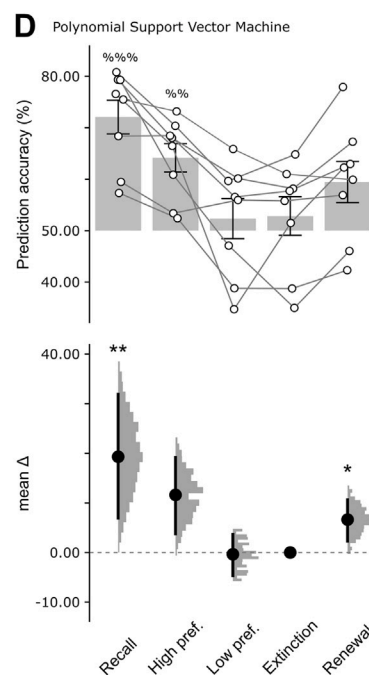 D Polynomial Support Vector Machine
%%%
%%
80.00
50.00
40.00
Prediction accuracy (%)
**
*
40.00
0.00
-10.00
mean Δ
Recall
High pref.
Low pref.
Extinction
Renewal